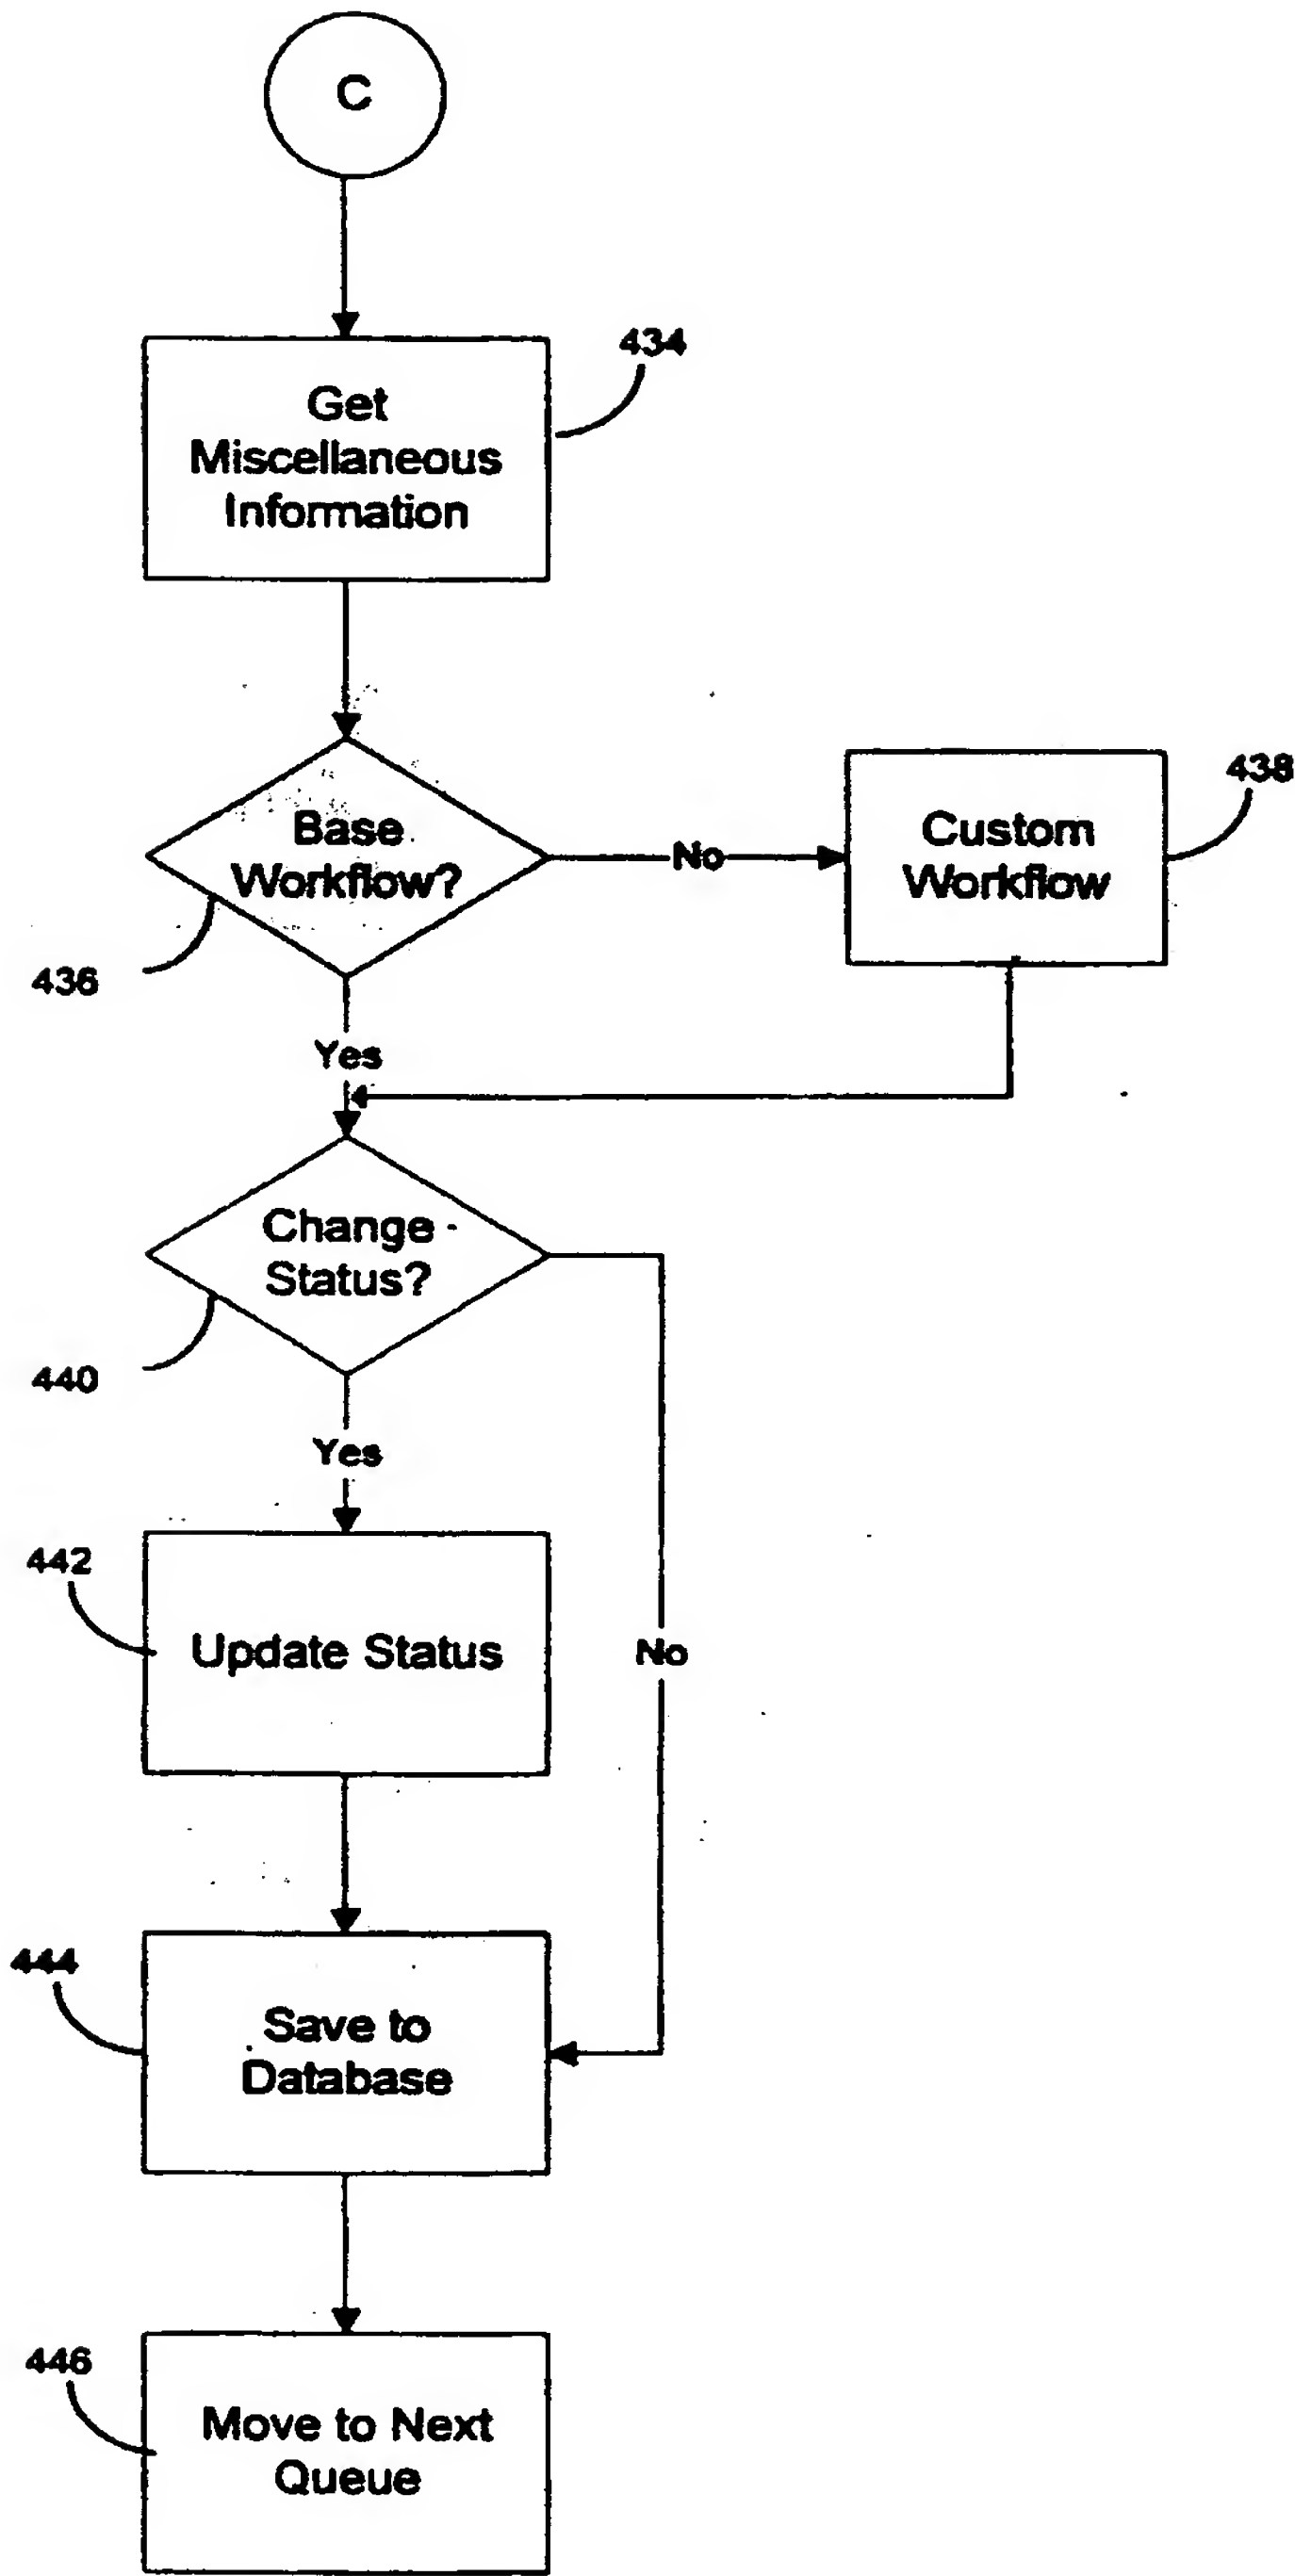 C
434
Get
Miscellaneous
Information
438
Base
Workflow?
No
Custom
Workflow
436
Yes
Change
Status?
440
Yes
442
Update Status
No
444
Save to
Database
446
Move to Next
Queue